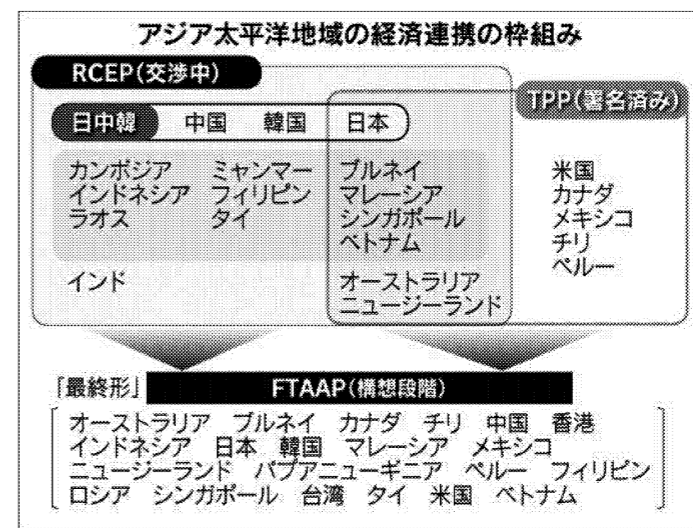 アジア太平洋地域の経済連携の枠組み
RCEP(交渉中)
TPP(署名済み)
日中韓 中国 韓国 日本
カンボジア ミャンマー ブルネイ 米国
インドネシア フィリピン マレーシア カナダ
ラオス タイ シンガポール メキシコ
ベトナム チリ
ペルー
インド オーストラリア
ニュージーランド
「最終形」 FTAAP(構想段階)
オーストラリア ブルネイ カナダ チリ 中国 香港
インドネシア 日本 韓国 マレーシア メキシコ
ニュージーランド パプアニューギニア ペルー フィリピン
ロシア シンガポール 台湾 タイ 米国 ベトナム